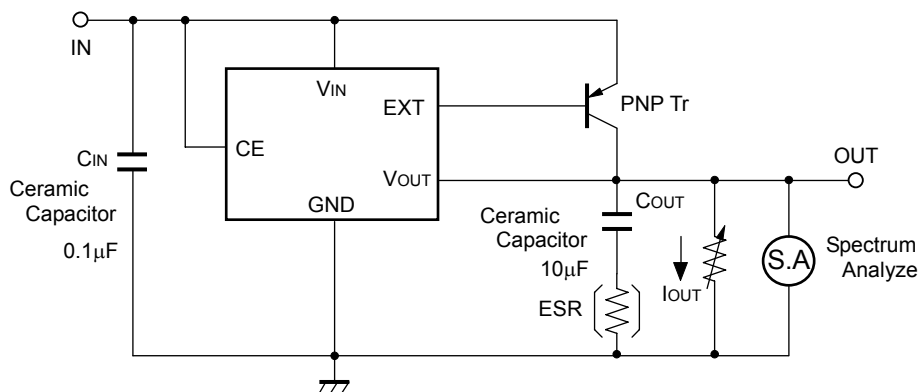 IN
VIN
EXT
PNP Tr
CE
CIN
Ceramic
Capacitor
0.1µF
VOUT
OUT
GND
COUT
Ceramic
Capacitor
10µF
ESR
IOUT
S.A
Spectrum
Analyze